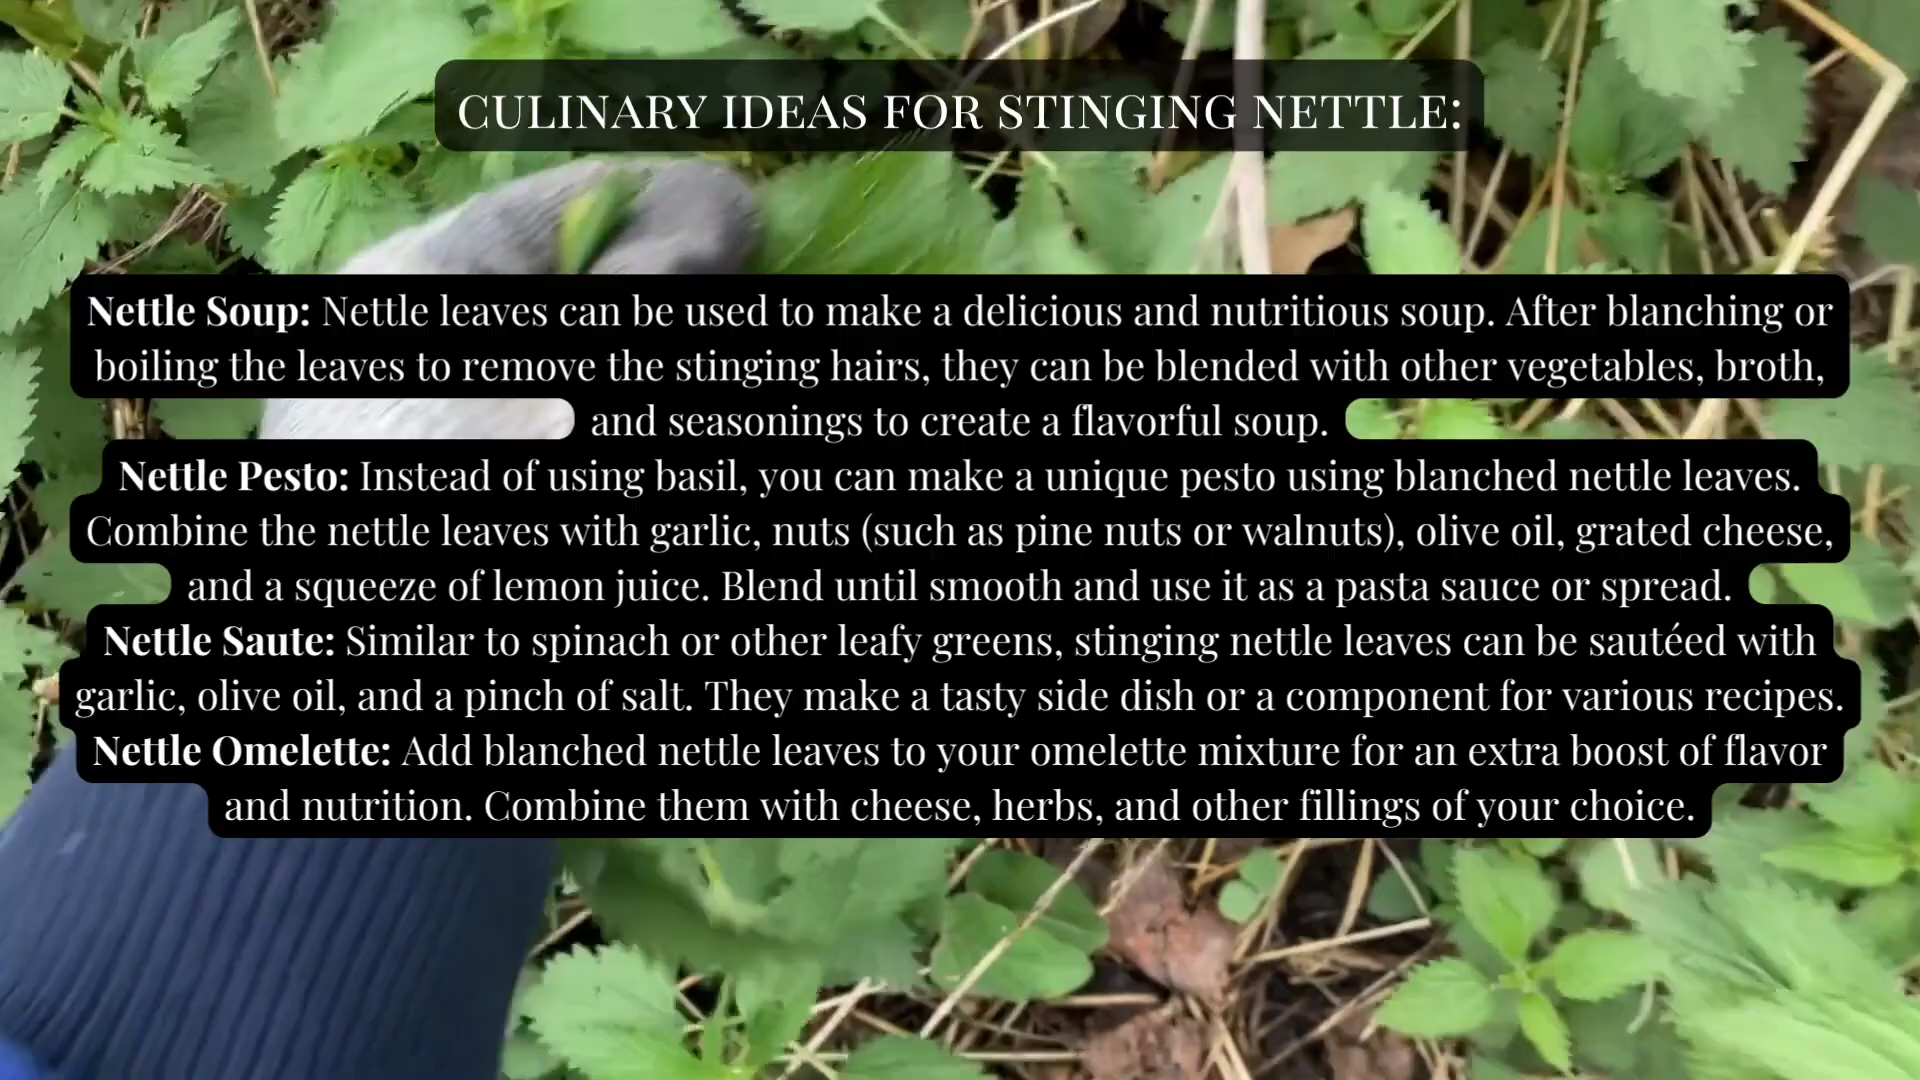 CULINARY IDEAS FOR STINGING NETTLE:
Nettle Soup: Nettle leaves can be used to make a delicious and nutritious soup. After blanching or
boiling the leaves to remove the stinging hairs, they can be blended with other vegetables, broth,
and seasonings to create a flavorful soup.
Nettle Pesto: Instead of using basil, you can make a unique pesto using blanched nettle leaves.
Combine the nettle leaves with garlic, nuts (such as pine nuts or walnuts), olive oil, grated cheese,
and a squeeze of lemon juice. Blend until smooth and use it as a pasta sauce or spread.
Nettle Saute: Similar to spinach or other leafy greens, stinging nettle leaves can be sautéed with
garlic, olive oil, and a pinch of salt. They make a tasty side dish or a component for various recipes.
Nettle Omelette: Add blanched nettle leaves to your omelette mixture for an extra boost of flavor
and nutrition. Combine them with cheese, herbs, and other fillings of your choice.